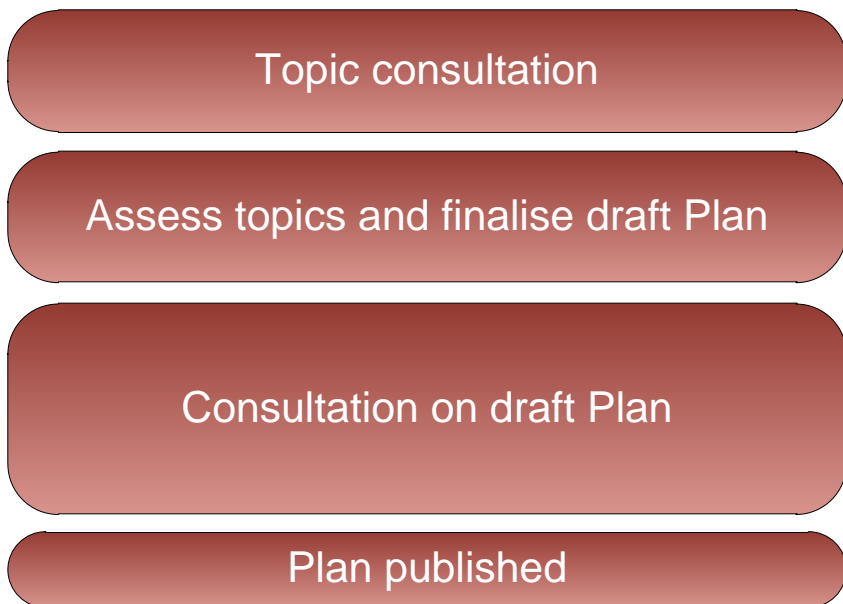 Topic consultation
Assess topics and finalise draft Plan
Consultation on draft Plan
Plan published